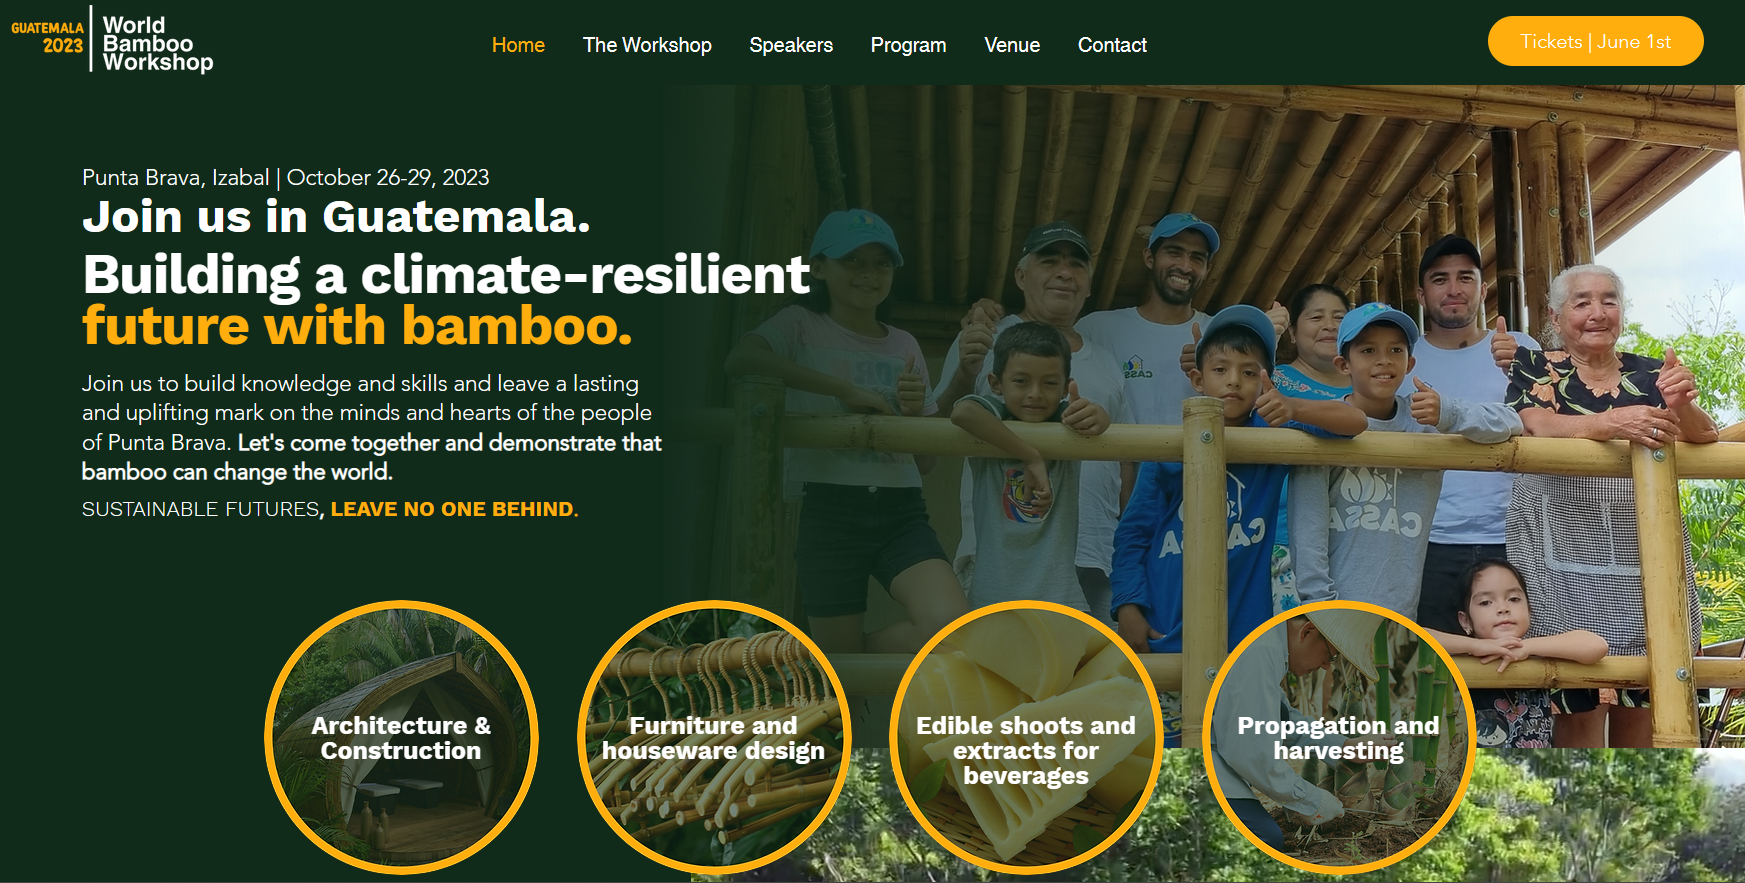 GUATEMALA
2023
World
Bamboo
Workshop
Home The Workshop Speakers Program Venue Contact
Tickets | June 1st
Punta Brava, Izabal | October 26-29, 2023
Join us in Guatemala.
Building a climate-resilient
future with bamboo.
Join us to build knowledge and skills and leave a lasting
and uplifting mark on the minds and hearts of the people
of Punta Brava. Let's come together and demonstrate that
bamboo can change the world.
SUSTAINABLE FUTURES, LEAVE NO ONE BEHIND.
CASSA
CASSA
CASSA
Architecture &
Construction
Furniture and
houseware design
Edible shoots and
extracts for
beverages
Propagation and
harvesting